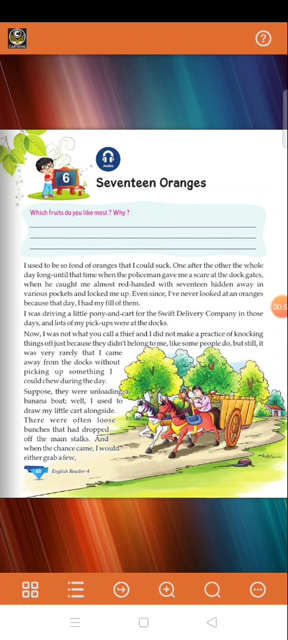 ?
6
Audio
Seventeen Oranges
Which fruits do you like most ? Why ?
I used to be so fond of oranges that I could suck. One after the other the whole
day long-until that time when the policeman gave me a scare at the dock gates,
when he caught me almost red-handed with seventeen hidden away in
various pockets and locked me up. Even since, I've never looked at an oranges
because that day, I had my fill of them.
I was driving a little pony-and-cart for the Swift Delivery Company in those
days, and lots of my pick-ups were at the docks.
Now, I was not what you call a thief and I did not make a practice of knocking
things off just because they didn't belong to me, like some people do, but still, it
was very rarely that I came
away from the docks without
picking up something I
could chew during the day.
Suppose, they were unloading a
banana boat; well, I used to
draw my little cart alongside.
There were often loose
bunches that had dropped
off the main stalks. And
when the chance came, I would
either grab a few,
English Reader-4